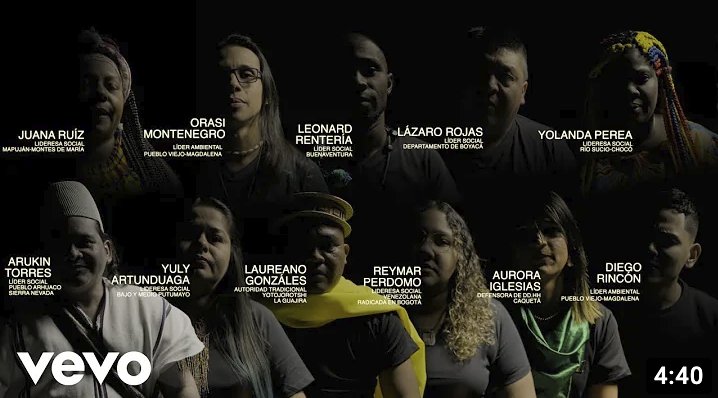 JUANA RUÍZ
LIDERESA SOCIAL
MAPUJÁN-MONTES DE MARÍA
ORASI
MONTENEGRO
LÍDER AMBIENTAL
PUEBLO VIEJO-MAGDALENA
LEONARD
RENTERÍA
LÍDER SOCIAL
BUENAVENTURA
LÁZARO ROJAS
LÍDER SOCIAL
DEPARTAMENTO DE BOYACA
YOLANDA PEREA
LIDERESA SOCIAL
RÍO SUCIO-CHOCÓ
ARUKIN
TORRES
LÍDER SOCIAL
PUEBLO ARHUACO
SIERRA NEVADA
YULY
ARTUNDUAGA
LIDERESA SOCIAL
BAJO Y MEDIO PUTUMAYO
LAUREANO
GONZÁLES
AUTORIDAD TRADICIONAL
YOTOJOROTSHI
LA GUAJIRA
REYMAR
PERDOMO
LIDERESA SOCIAL
VENEZOLANA
RADICADA EN BOGOTÁ
AURORA
IGLESIAS
DEFENSORA DE DD.HH
CAQUETÁ
DIEGO
RINCÓN
LÍDER AMBIENTAL
PUEBLO VIEJO-MAGDALENA
vevo
4:40